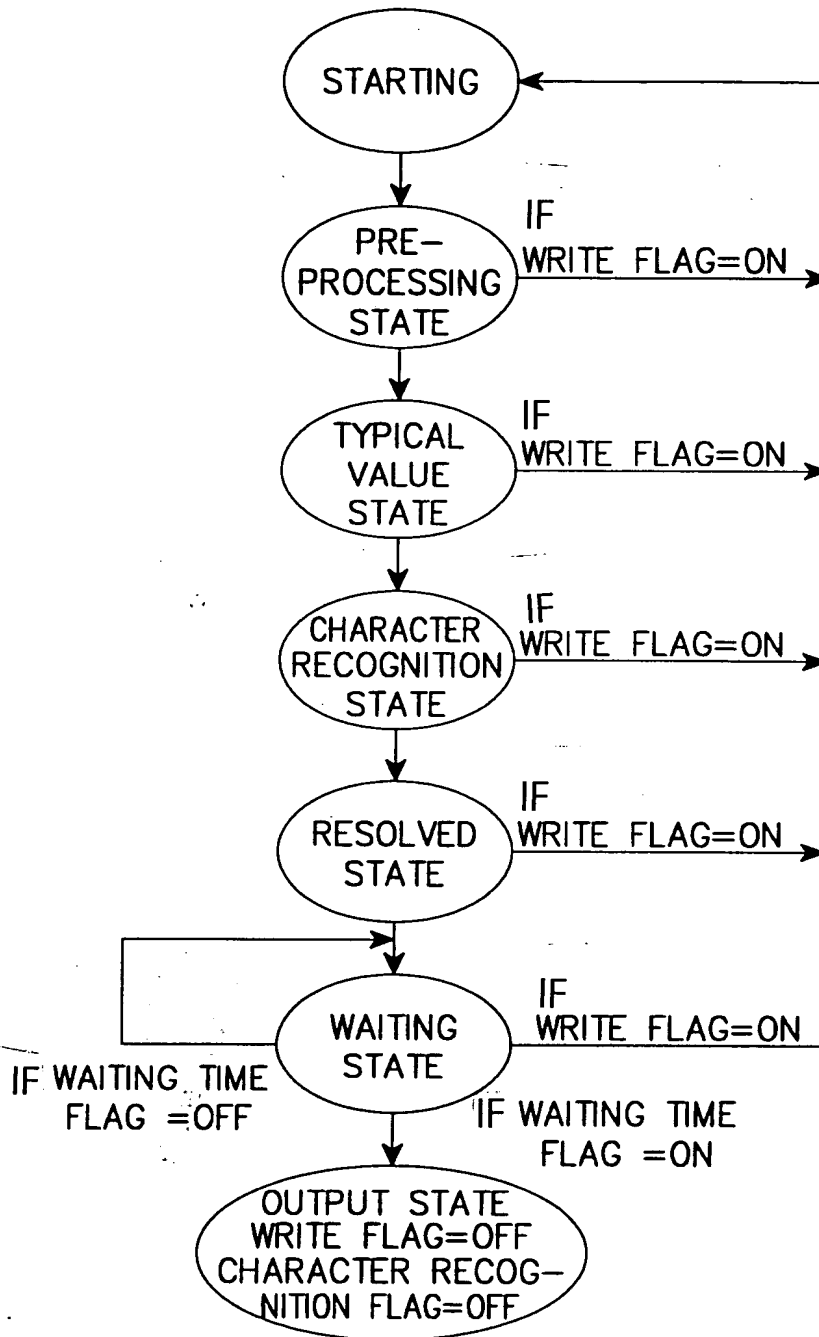 STARTING
PRE-
PROCESSING
STATE
IF
WRITE FLAG=ON
TYPICAL
VALUE
STATE
IF
WRITE FLAG=ON
CHARACTER
RECOGNITION
STATE
IF
WRITE FLAG=ON
RESOLVED
STATE
IF
WRITE FLAG=ON
WAITING
STATE
IF
WRITE FLAG=ON
IF WAITING TIME
FLAG =OFF
IF WAITING TIME
FLAG =ON
OUTPUT STATE
WRITE FLAG=OFF
CHARACTER RECOG-
NITION FLAG=OFF